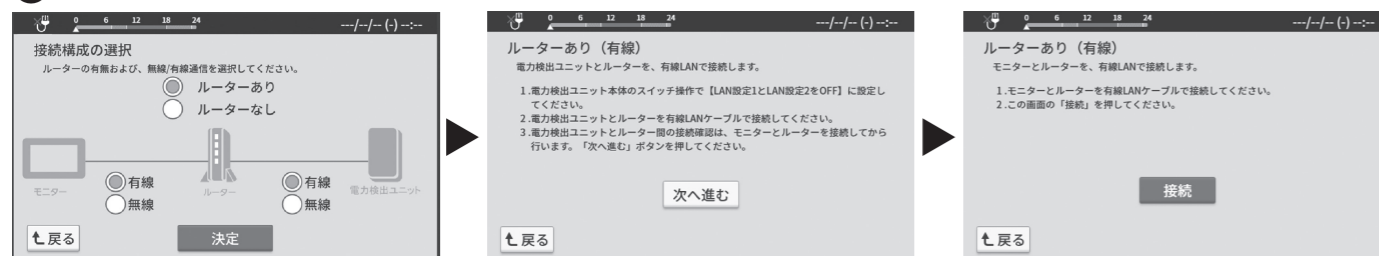 0 6 12 18 24
---/--/-- (-) --:--
接続構成の選択
ルーターの有無および、無線/有線通信を選択してください。
ルーターあり
ルーターなし
モニター
有線
無線
ルーター
有線
無線
電力検出ユニット
戻る
決定
0 6 12 18 24
---/--/-- (-) --:--
ルーターあり（有線）
電力検出ユニットとルーターを、有線LANで接続します。
1.電力検出ユニット本体のスイッチ操作で【LAN設定1とLAN設定2をOFF】に設定し
てください。
2.電力検出ユニットとルーターを有線LANケーブルで接続してください。
3.電力検出ユニットとルーター間の接続確認は、モニターとルーターを接続してから
行います。「次へ進む」ボタンを押してください。
次へ進む
戻る
0 6 12 18 24
---/--/-- (-) --:--
ルーターあり（有線）
モニターとルーターを、有線LANで接続します。
1.モニターとルーターを有線LANケーブルで接続してください。
2.この画面の「接続」を押してください。
接続
戻る